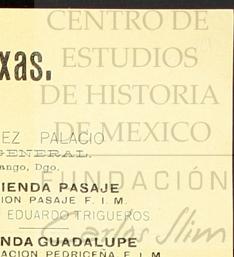 CENTRO DE
ESTUDIOS
xas.
DE HISTORIA
DE MEXICO
EZ PALACIO
GENERAL.
ango, Dgo.
FUNDACIÓN
IENDA PASAJE
ION PASAJE F. I. M.
EDUARDO TRIGUEROS
Carlos Slim
NDA GUADALUPE
ACION PEDRICEÑA F. I. M.